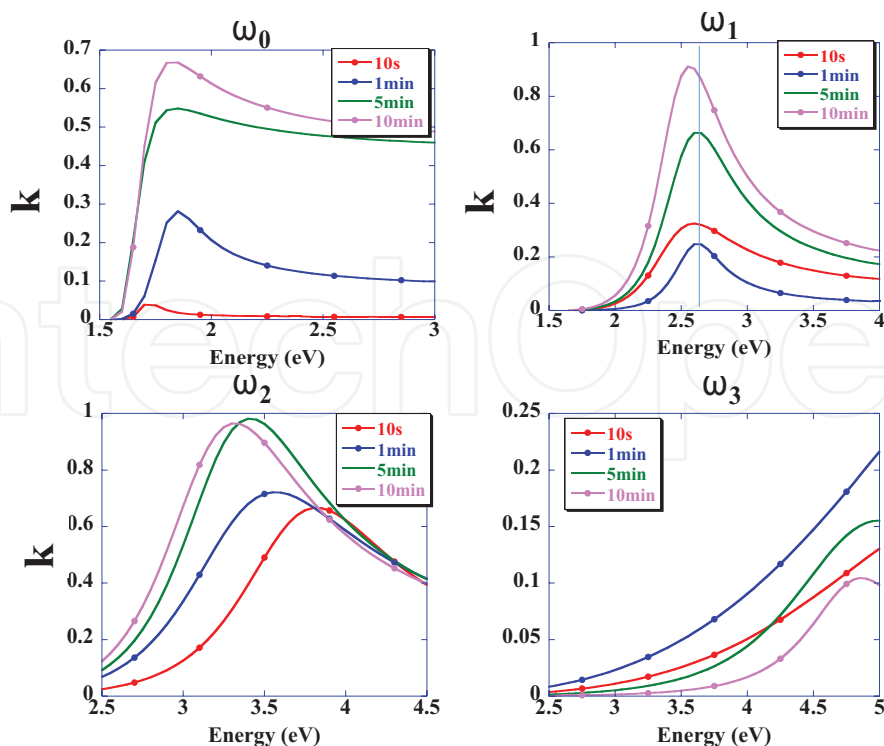 ω0
0.7
0.6
0.5
0.4
0.3
0.2
0.1
0
k
1.5 2 2.5 3
Energy (eV)
10s
1min
5min
10min
ω1
1
0.8
0.6
0.4
0.2
0
k
1.5 2 2.5 3 3.5 4
Energy (eV)
10s
1min
5min
10min
ω2
1
0.8
0.6
0.4
0.2
0
k
2.5 3 3.5 4 4.5
Energy (eV)
10s
1min
5min
10min
ω3
0.25
0.2
0.15
0.1
0.05
0
2.5 3 3.5 4 4.5 5
Energy (eV)
10s
1min
5min
10min
ntechOpe